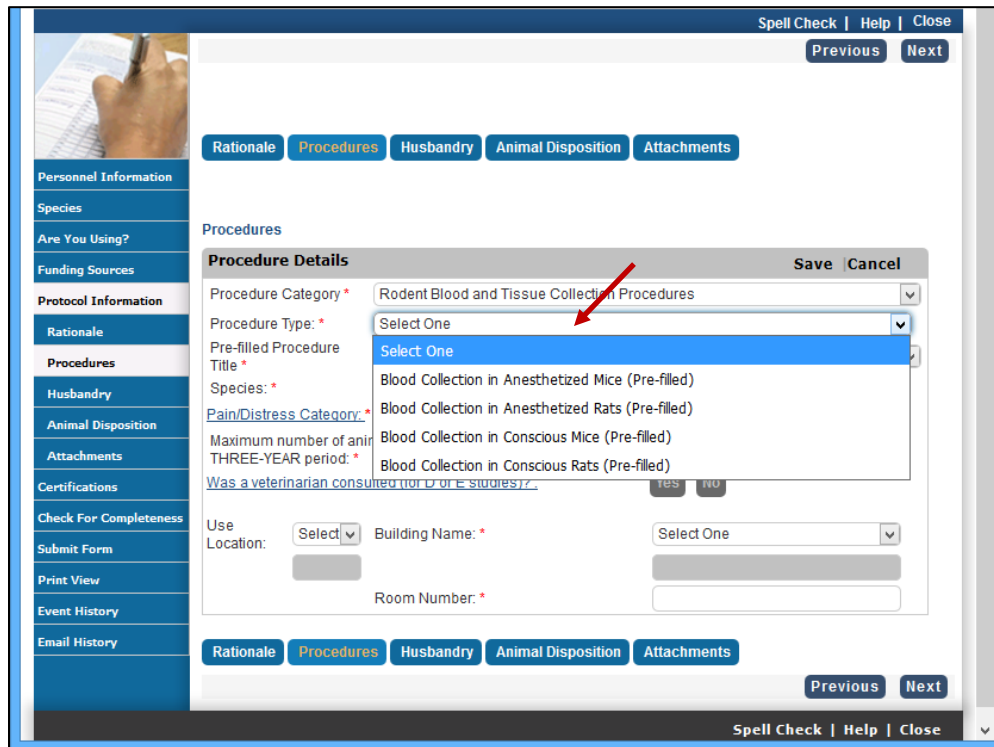 Spell Check | Help | Close
Previous Next
Rationale Procedures Husbandry Animal Disposition Attachments
Personnel Information
Species
Are You Using?
Funding Sources
Protocol Information
Rationale
Procedures
Husbandry
Animal Disposition
Attachments
Certifications
Check For Completeness
Submit Form
Print View
Event History
Email History
Procedures
Procedure Details Save |Cancel
Procedure Category * Rodent Blood and Tissue Collection Procedures
Procedure Type: * Select One
Pre-filled Procedure
Title *
Species: *
Pain/Distress Category: *
Maximum number of
THREE-YEAR period: *
Select One
Blood Collection in Anesthetized Mice (Pre-filled)
Blood Collection in Anesthetized Rats (Pre-filled)
Blood Collection in Conscious Mice (Pre-filled)
Blood Collection in Conscious Rats (Pre-filled)
Was a veterinarian consulted (for D or E studies)? : Yes No
Use
Location: Select Building Name: * Select One
Room Number: *
Rationale Procedures Husbandry Animal Disposition Attachments
Previous Next
Spell Check | Help | Close